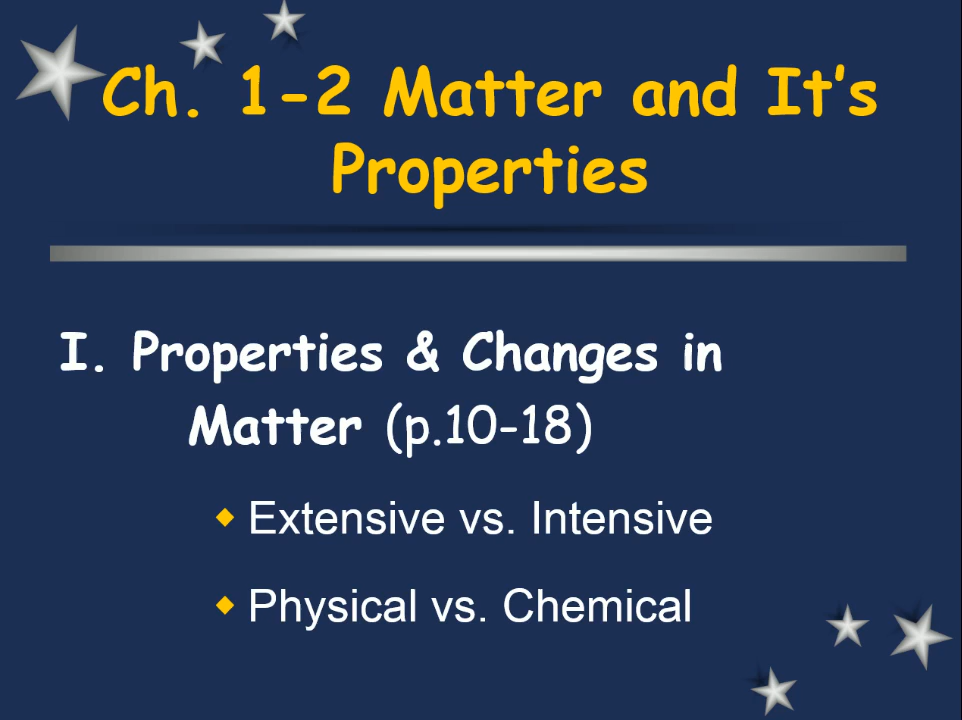 Ch. 1-2 Matter and It’s
Properties
I. Properties & Changes in
Matter (p.10-18)
Extensive vs. Intensive
Physical vs. Chemical